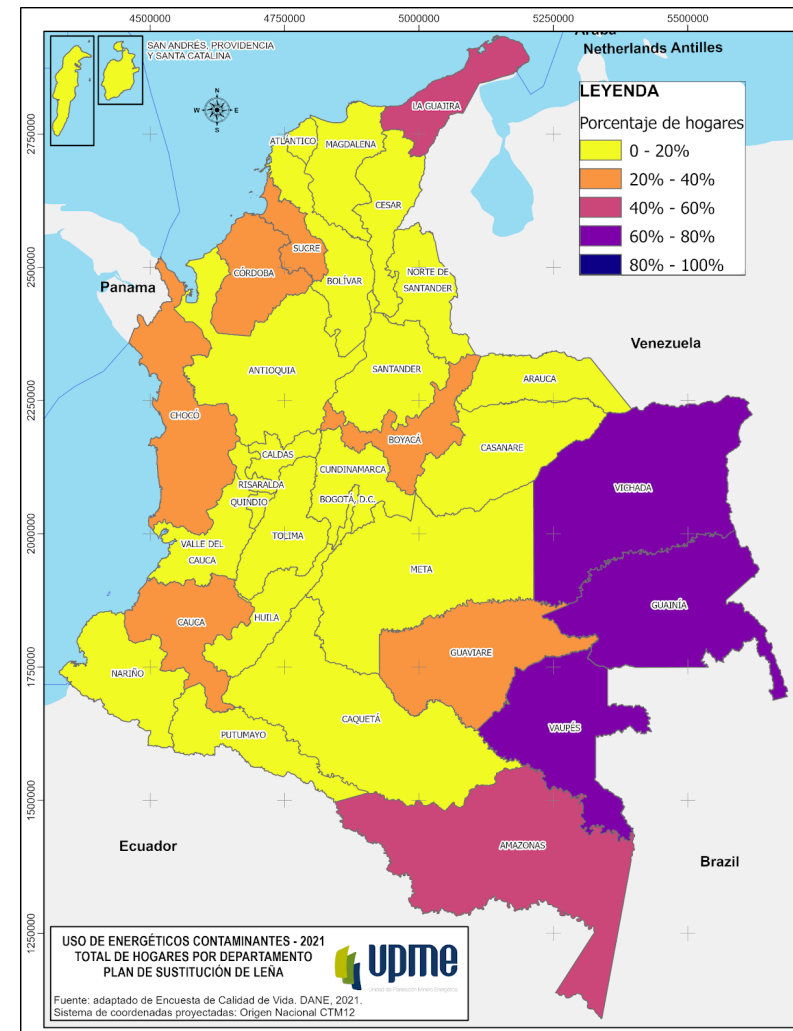 4500000
4750000
5000000
5250000
5500000
SAN ANDRÉS, PROVIDENCIA
Y SANTA CATALINA
Netherlands Antilles
N
W
E
S
LEYENDA
Porcentaje de hogares
0 - 20%
20% - 40%
40% - 60%
60% - 80%
80% - 100%
2750000
2500000
2250000
2000000
1750000
1500000
1250000
LA GUAJIRA
ATLÁNTICO
MAGDALENA
CESAR
SUCRE
CÓRDOBA
BOLÍVAR
NORTE DE
SANTANDER
Panama
Venezuela
ANTIOQUIA
SANTANDER
ARAUCA
CHOCÓ
BOYACÁ
CASANARE
CALDAS
CUNDINAMARCA
RISARALDA
VICHADA
QUINDIO
BOGOTÁ, D.C.
TOLIMA
VALLE DEL
CAUCA
META
GUAINÍA
CAUCA
HUILA
GUAVIARE
NARIÑO
CAQUETÁ
VAUPÉS
PUTUMAYO
AMAZONAS
Ecuador
Brazil
USO DE ENERGÉTICOS CONTAMINANTES - 2021
TOTAL DE HOGARES POR DEPARTAMENTO
PLAN DE SUSTITUCIÓN DE LEÑA
upme
Unidad de Planeación Minero Energética
Fuente: adaptado de Encuesta de Calidad de Vida. DANE, 2021.
Sistema de coordenadas proyectadas: Origen Nacional CTM12